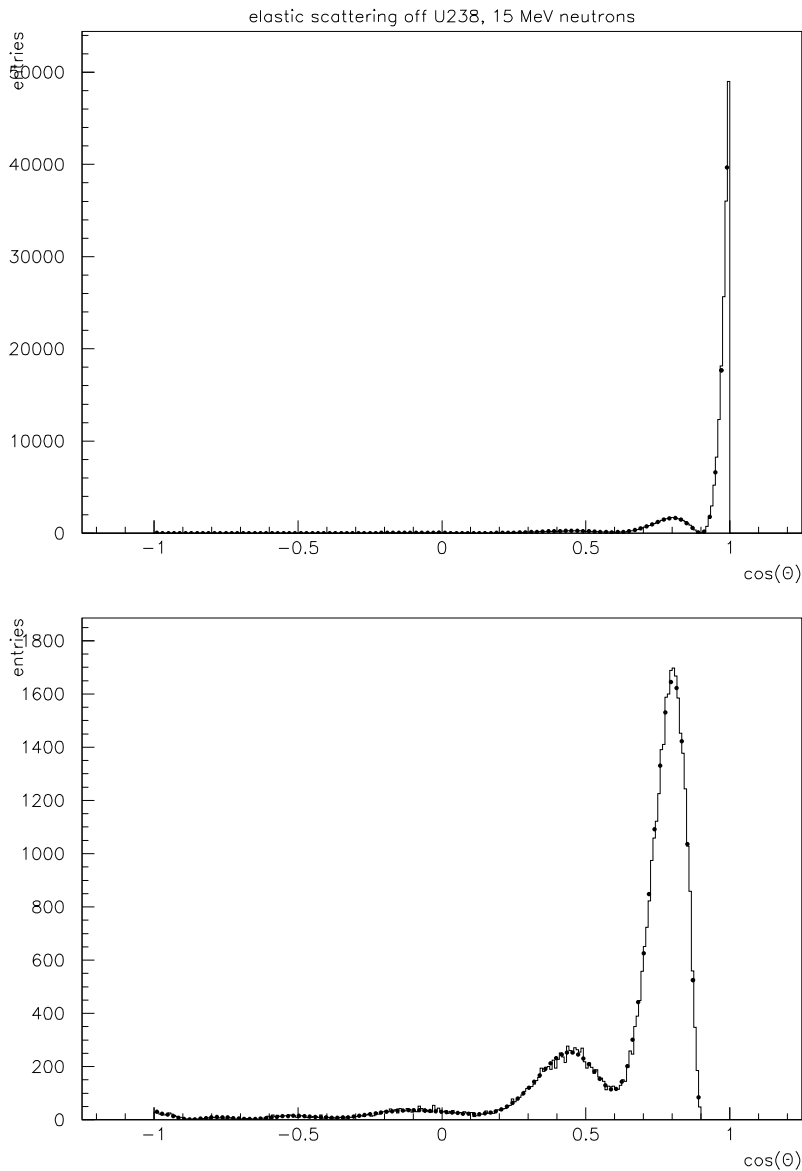 elastic scattering off U238, 15 MeV neutrons
entries
50000
40000
30000
20000
10000
0
−1 −0.5 0 0.5 1
cos(Θ)
entries
1800
1600
1400
1200
1000
800
600
400
200
0
−1 −0.5 0 0.5 1
cos(Θ)